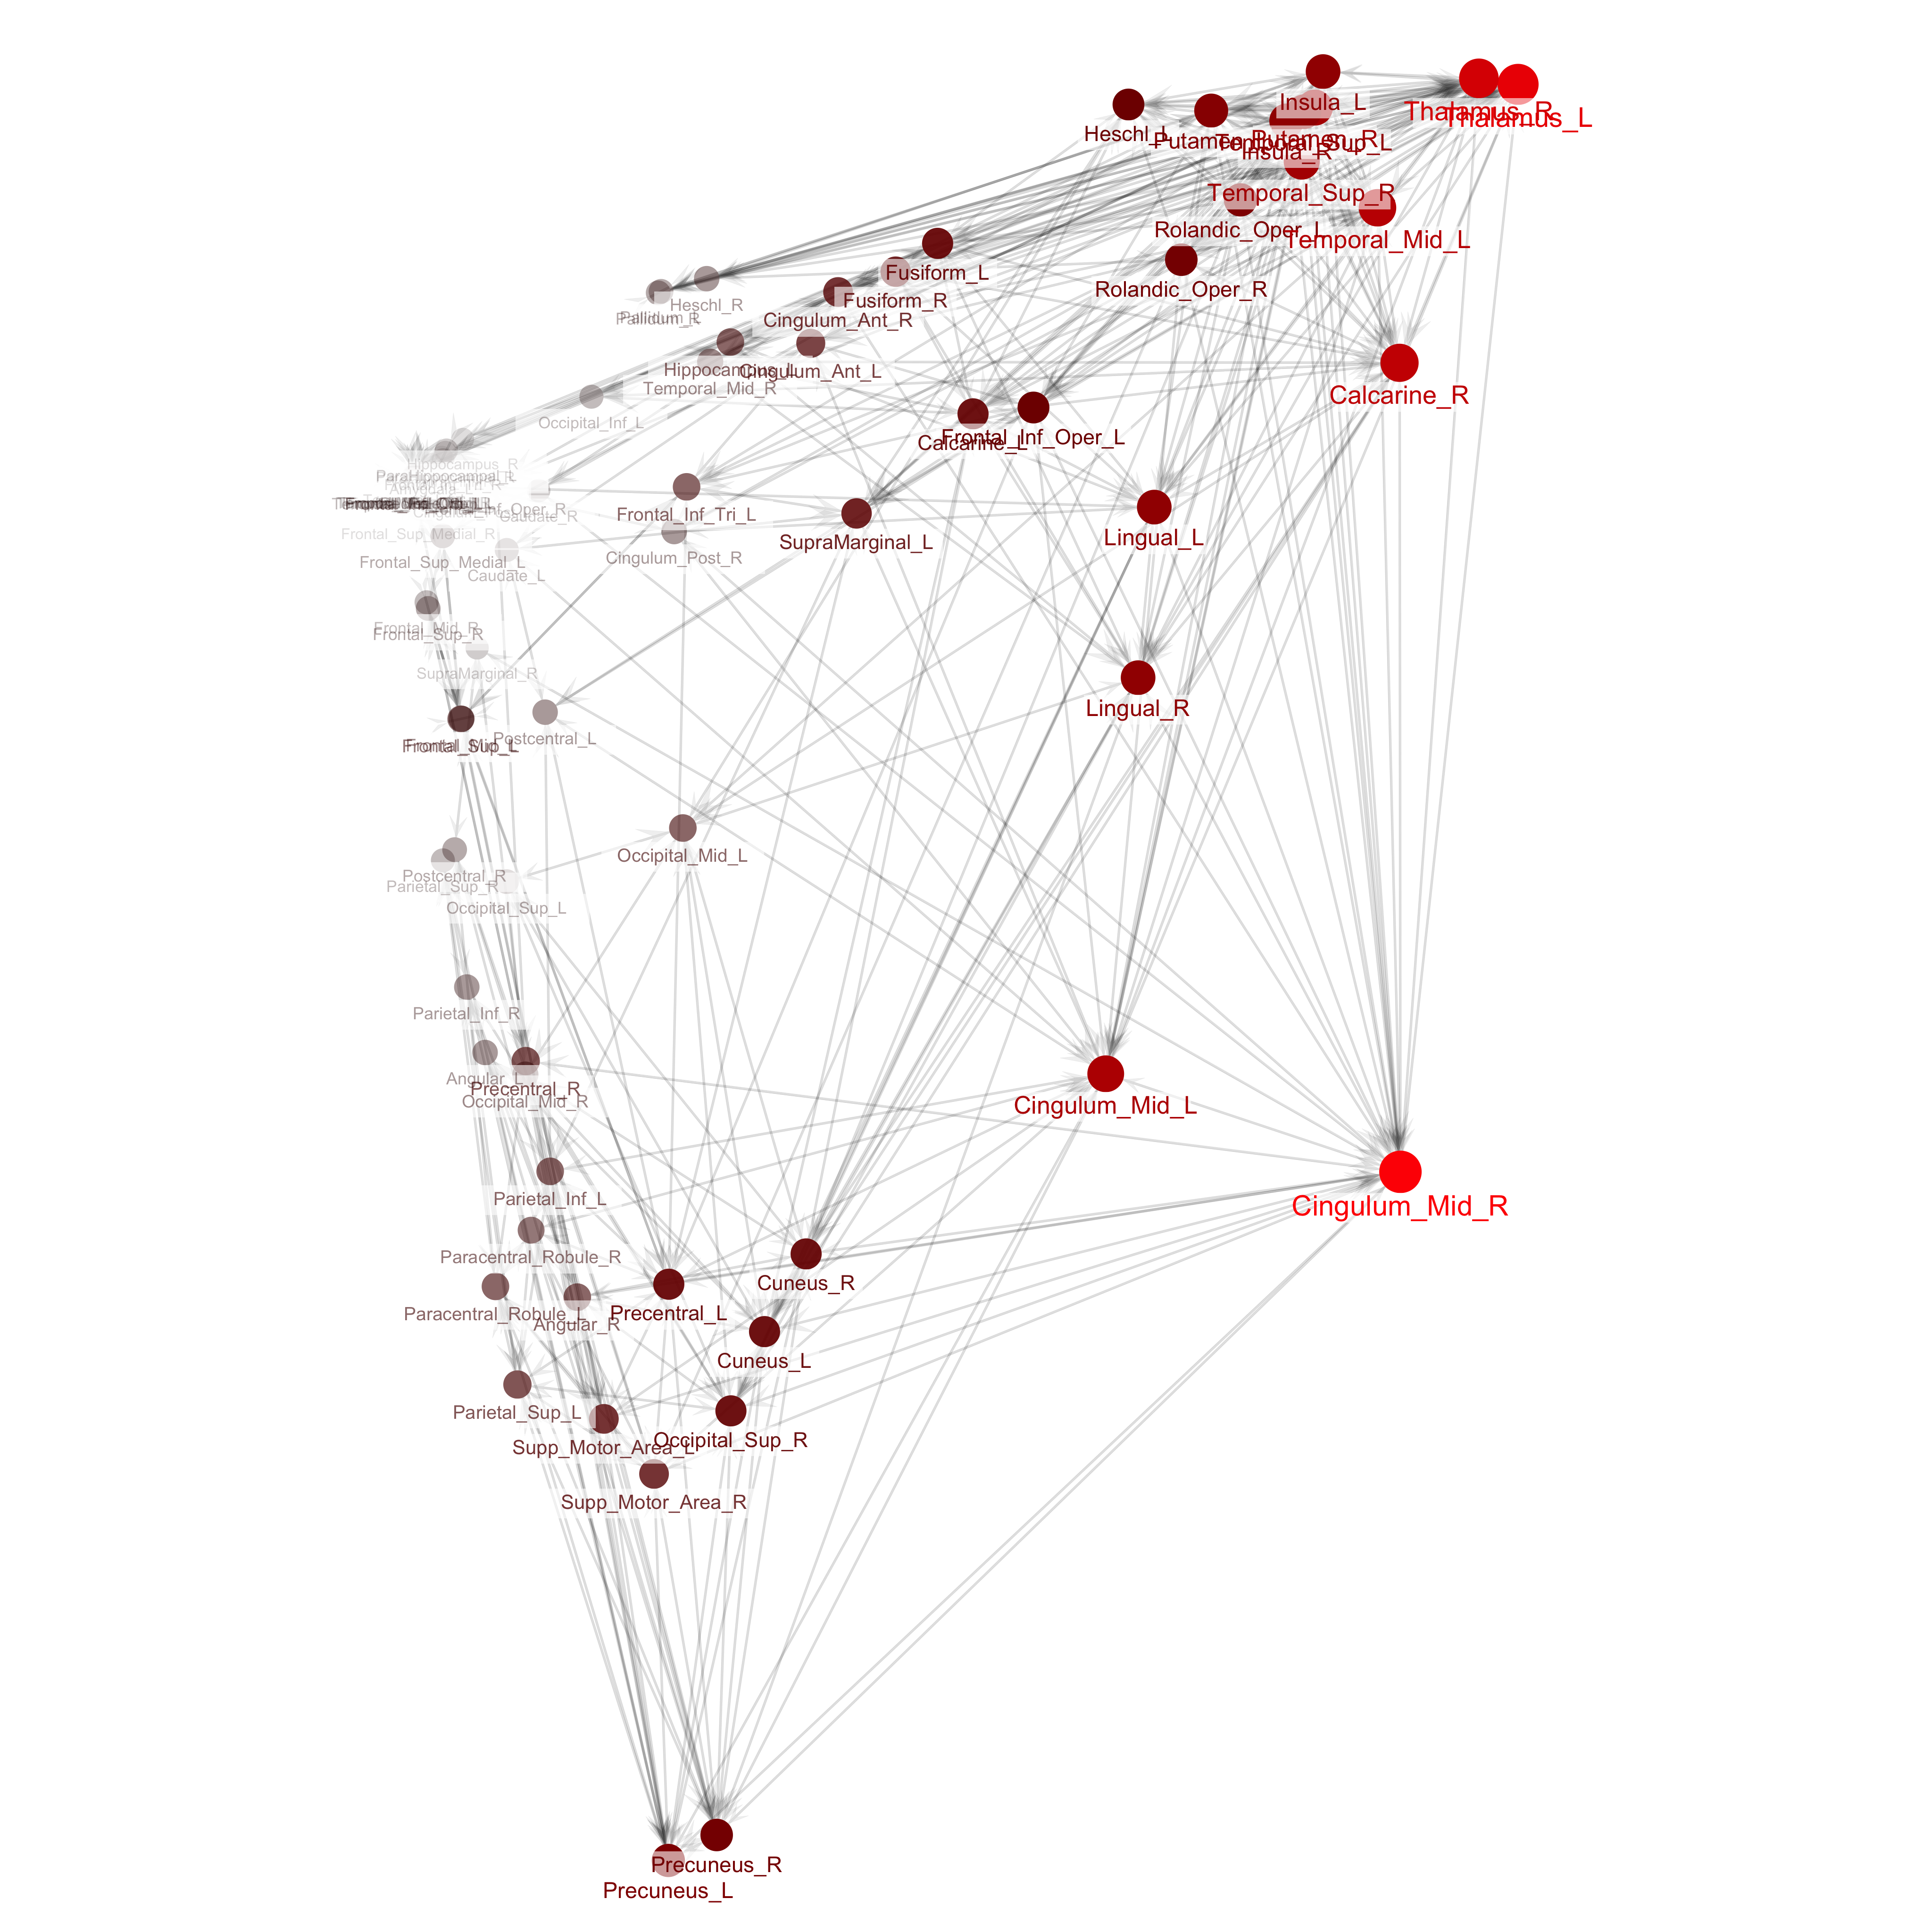 Insula_L
Thalamus_R
Thalamus_L
Heschl_L
Putamen_R
Temporal_Sup_L
Insula_R
Temporal_Sup_R
Rolandic_Oper_L
Temporal_Mid_L
Fusiform_L
Rolandic_Oper_R
Fusiform_R
Heschl_R
Pallidum_L
Pallidum_R
Cingulum_Ant_R
Hippocampus_L
Cingulum_Ant_L
Temporal_Mid_R
Calcarine_R
Occipital_Inf_L
Calcarine_L
Frontal_Inf_Oper_L
Hippocampus_R
ParaHippocampal_L
Frontal_Inf_Tri_L
Caudate_R
Frontal_Sup_Medial_R
Lingual_L
SupraMarginal_L
Cingulum_Post_R
Frontal_Sup_Medial_L
Caudate_L
Frontal_Mid_R
Frontal_Sup_R
SupraMarginal_R
Lingual_R
Postcentral_L
Frontal_Sup_L
Occipital_Mid_L
Postcentral_R
Parietal_Sup_R
Occipital_Sup_L
Parietal_Inf_R
Angular_L
Precentral_R
Occipital_Mid_R
Cingulum_Mid_L
Parietal_Inf_L
Cingulum_Mid_R
Paracentral_Robule_R
Cuneus_R
Paracentral_Robule_L
Precentral_L
Angular_R
Cuneus_L
Parietal_Sup_L
Occipital_Sup_R
Supp_Motor_Area_L
Supp_Motor_Area_R
Precuneus_R
Precuneus_L